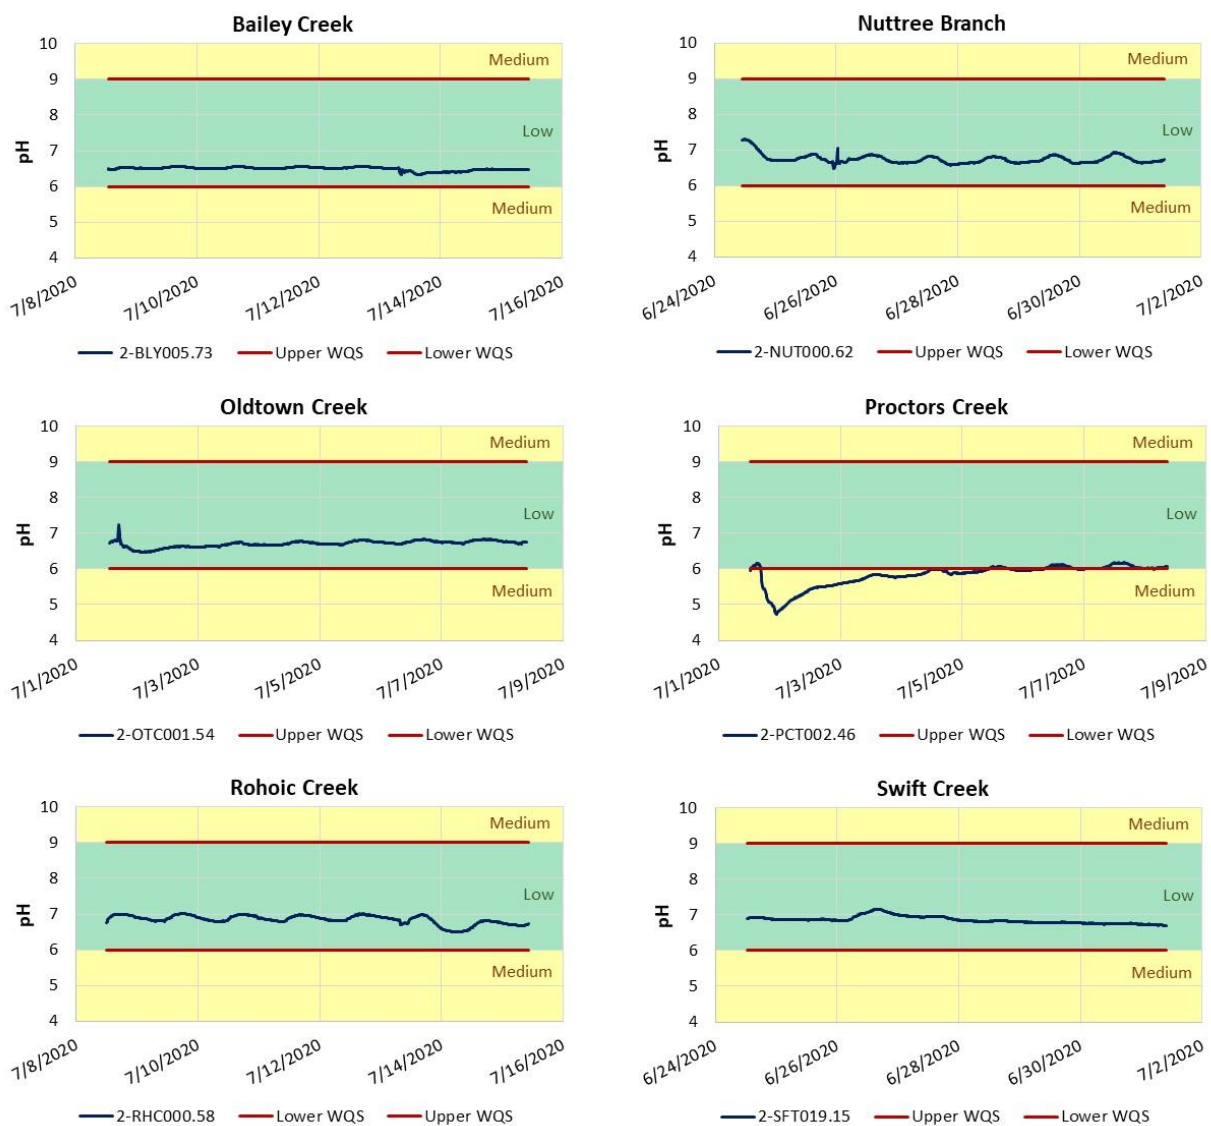 Bailey Creek
10
9
8
7
6
5
4
pH
Medium
Low
Medium
7/8/2020 7/10/2020 7/12/2020 7/14/2020 7/16/2020
2-BLY005.73 Upper WQS Lower WQS
Nuttree Branch
10
9
8
7
6
5
4
pH
Medium
Low
Medium
6/24/2020 6/26/2020 6/28/2020 6/30/2020 7/2/2020
2-NUT000.62 Upper WQS Lower WQS
Oldtown Creek
10
9
8
7
6
5
4
pH
Medium
Low
Medium
7/1/2020 7/3/2020 7/5/2020 7/7/2020 7/9/2020
2-OTC001.54 Upper WQS Lower WQS
Proctors Creek
10
9
8
7
6
5
4
pH
Medium
Low
Medium
7/1/2020 7/3/2020 7/5/2020 7/7/2020 7/9/2020
2-PCT002.46 Upper WQS Lower WQS
Rohoic Creek
10
9
8
7
6
5
4
pH
Medium
Low
Medium
7/8/2020 7/10/2020 7/12/2020 7/14/2020 7/16/2020
2-RHC000.58 Lower WQS Upper WQS
Swift Creek
10
9
8
7
6
5
4
pH
Medium
Low
Medium
6/24/2020 6/26/2020 6/28/2020 6/30/2020 7/2/2020
2-SFT019.15 Upper WQS Lower WQS